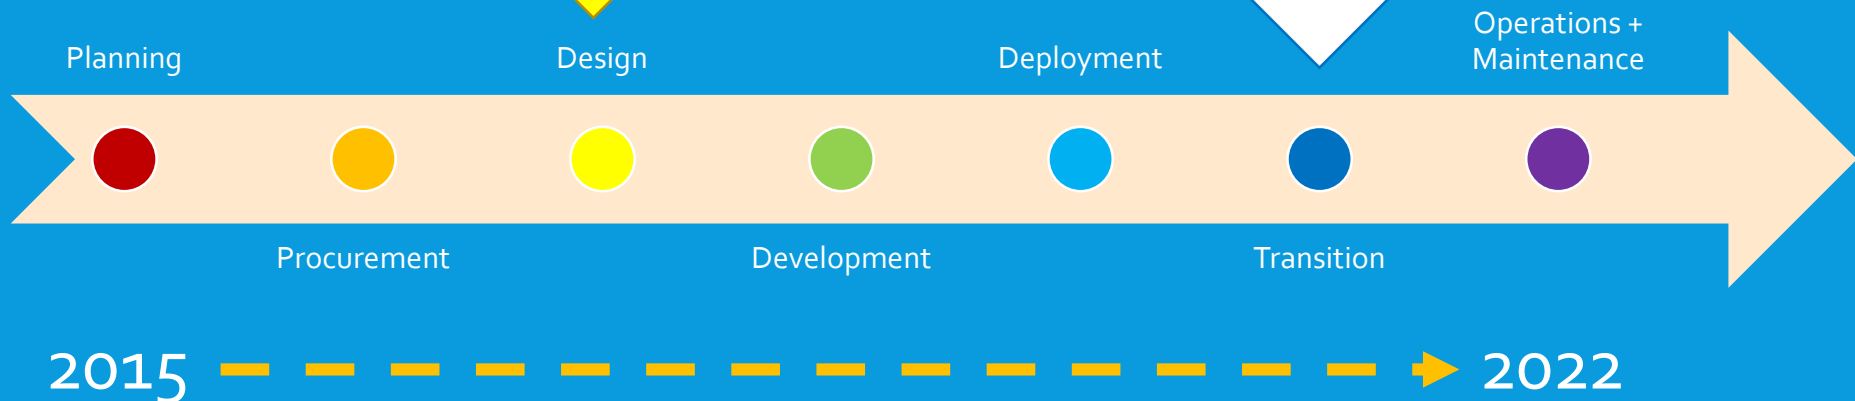 Planning
Design
Deployment
Operations +
Maintenance
Procurement
Development
Transition
2015
2022